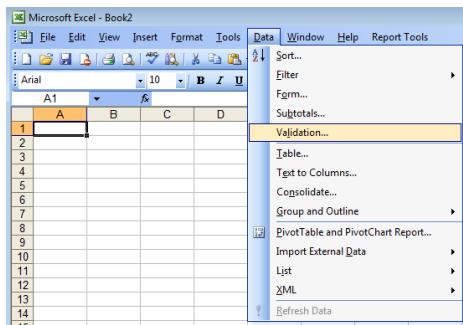 Microsoft Excel - Book2
File Edit View Insert Format Tools Data Window Help Report Tools
Arial 10 B I U
A1 fx
A B C D
Sort...
Filter
Form...
Subtotals...
Validation...
Table...
Text to Columns...
Consolidate...
Group and Outline
PivotTable and PivotChart Report...
Import External Data
List
XML
Refresh Data
1
2
3
4
5
6
7
8
9
10
11
12
13
14